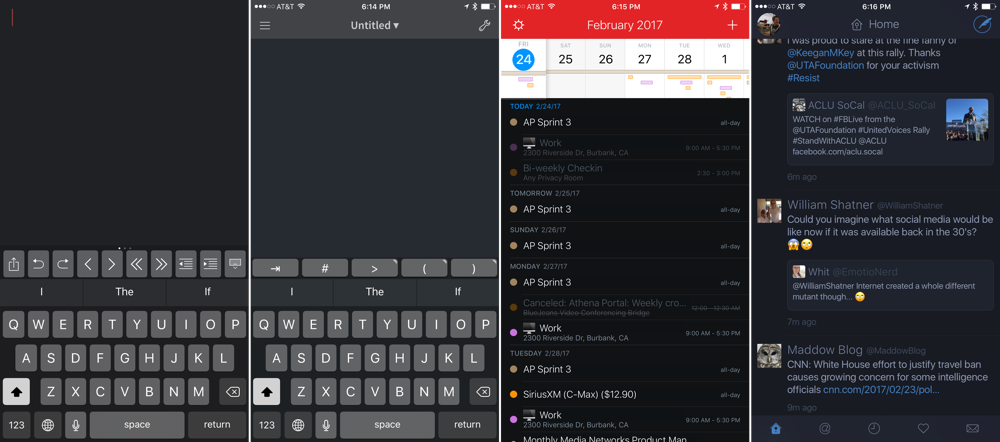 I The If
Q W E R T Y U I O P
A S D F G H J K L
Z X C V B N M
123 space return
AT&T 6:14 PM
Untitled ▾
⇥ # > ( )
I The If
Q W E R T Y U I O P
A S D F G H J K L
Z X C V B N M
123 space return
AT&T 6:15 PM
February 2017 +
FRI SAT SUN MON TUE WED
24 25 26 27 28 1
TODAY 2/24/17
AP Sprint 3 all-day
Work
2300 Riverside Dr, Burbank, CA 9:00 AM - 5:30 PM
Bi-weekly Checkin
Any Privacy Room 2:30 - 3:00 PM
TOMORROW 2/25/17
AP Sprint 3 all-day
SUNDAY 2/26/17
AP Sprint 3 all-day
MONDAY 2/27/17
AP Sprint 3 all-day
Canceled: Athena Portal: Weekly cro...
BlueJeans Video Conferencing Bridge 12:00 - 12:30 AM
Work
2300 Riverside Dr, Burbank, CA 9:00 AM - 5:30 PM
TUESDAY 2/28/17
AP Sprint 3 all-day
SiriusXM (C-Max) ($12.90) all-day
Work
2300 Riverside Dr, Burbank, CA 9:00 AM - 5:30 PM
Monthly Media Networks Product Man
AT&T 6:16 PM
Home
I was proud to stare at the fine fanny of
@KeeganMKey at this rally. Thanks
@UTAFoundation for your activism
#Resist
ACLU SoCal @ACLU_SoCal
WATCH on #FBLive from the
@UTAFoundation #UnitedVoices Rally
#StandWithACLU @ACLU
facebook.com/aclu.socal
6m ago
William Shatner @WilliamShatner
Could you imagine what social media would be
like now if it was available back in the 30's?
😱🙄
Whit @EmotioNerd
@WilliamShatner Internet created a whole different
mutant though... 🙄
7m ago
Maddow Blog @MaddowBlog
CNN: White House effort to justify travel ban
causes growing concern for some intelligence
officials cnn.com/2017/02/23/pol...
9m ago